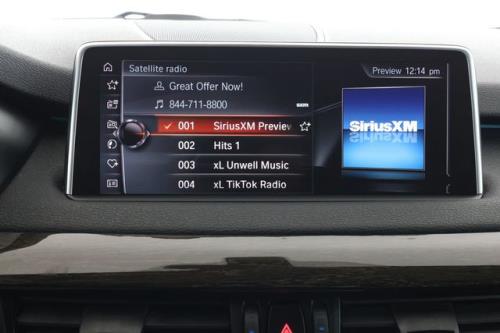 Satellite radio
Preview 12:14 pm
Great Offer Now!
844-711-8800
SXM
001 SiriusXM Preview
002 Hits 1
003 xL Unwell Music
004 xL TikTok Radio
SiriusXM